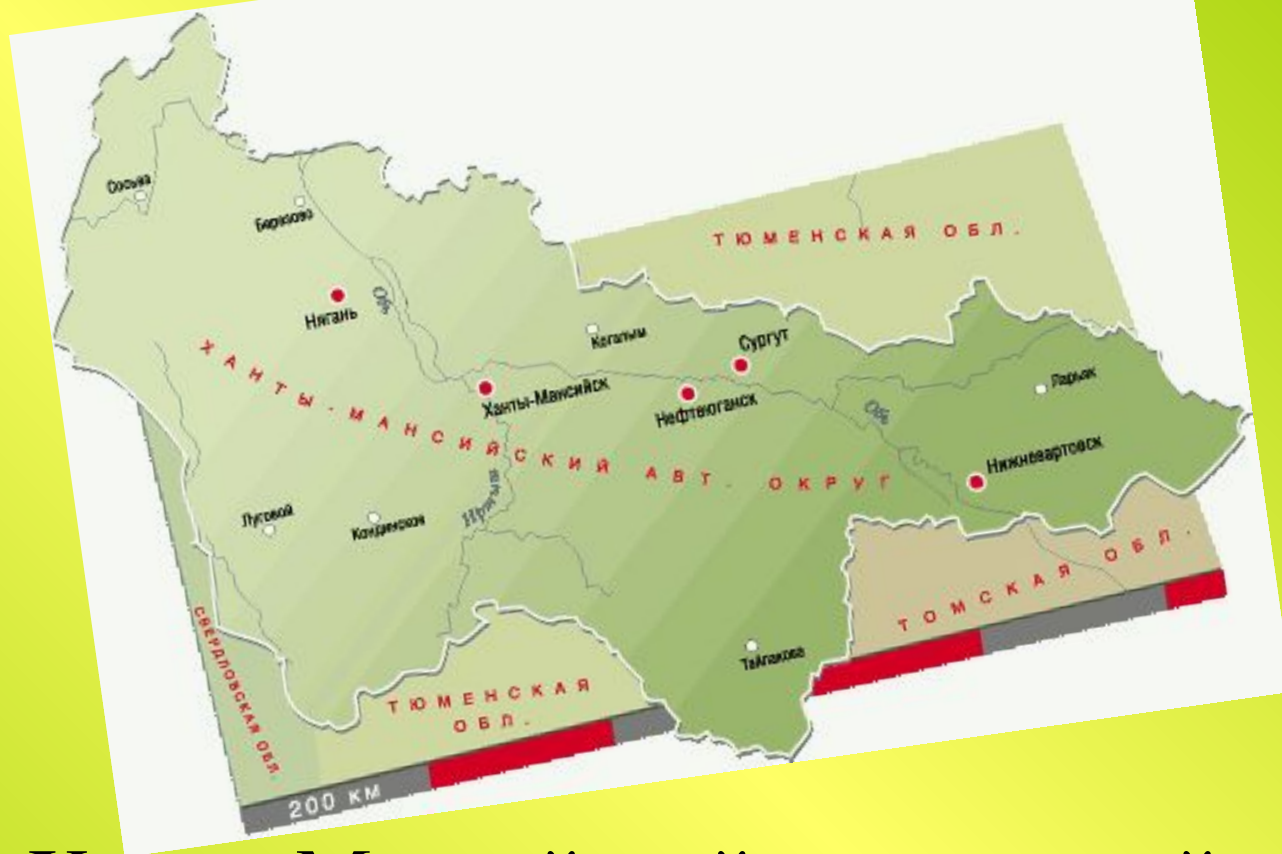 Сосьва
Березово
ТЮМЕНСКАЯ ОБЛ.
Обь
Нягань
Когалым
Сургут
ХАНТЫ-МАНСИЙСКИЙ АВТ. ОКРУГ
Ханты-Мансийск
Нефтеюганск
Ларьяк
Обь
Нижневартовск
Иртыш
Луговой
Кондинское
ТОМСКАЯ ОБЛ.
СВЕРДЛОВСКАЯ ОБЛ.
Тайлакова
ТЮМЕНСКАЯ
ОБЛ.
200 КМ